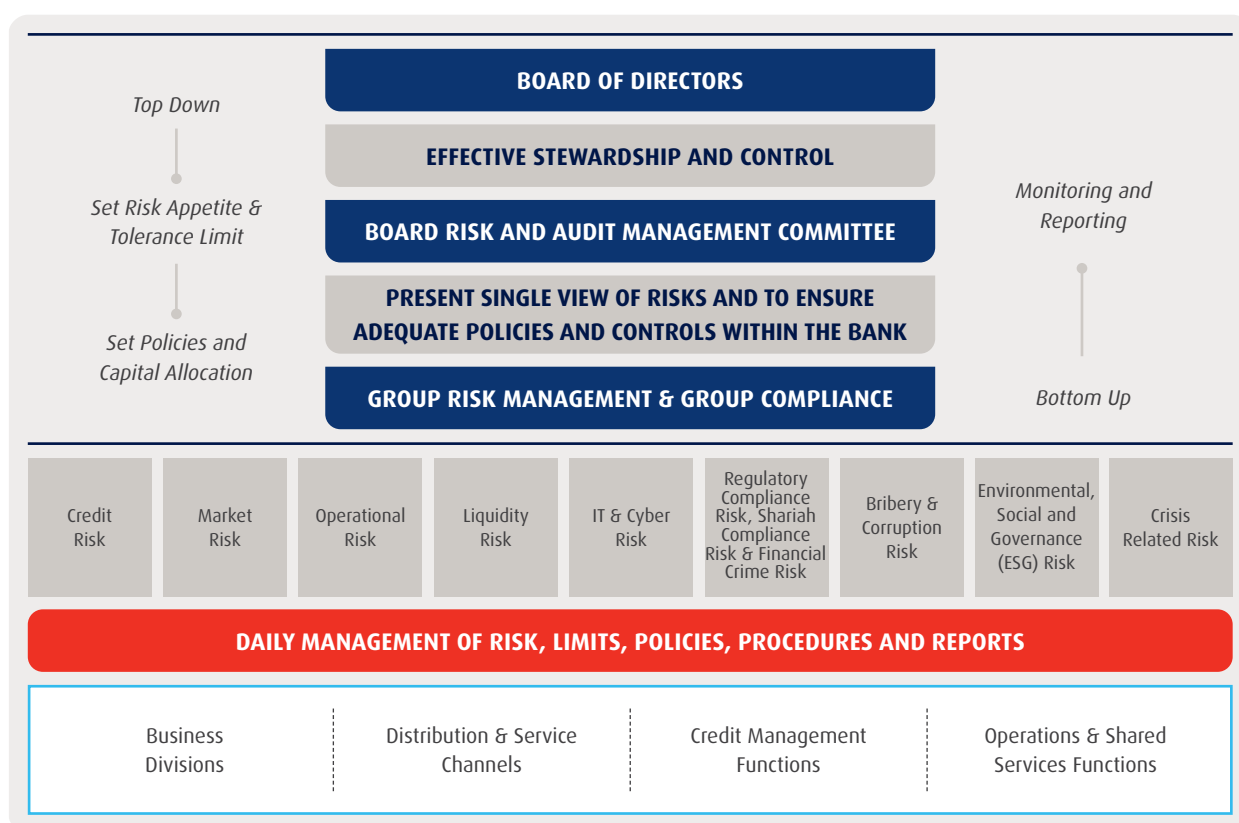 BOARD OF DIRECTORS
Top Down
EFFECTIVE STEWARDSHIP AND CONTROL
Set Risk Appetite &
Tolerance Limit
Monitoring and
Reporting
BOARD RISK AND AUDIT MANAGEMENT COMMITTEE
PRESENT SINGLE VIEW OF RISKS AND TO ENSURE
ADEQUATE POLICIES AND CONTROLS WITHIN THE BANK
Set Policies and
Capital Allocation
GROUP RISK MANAGEMENT & GROUP COMPLIANCE
Bottom Up
Credit
Risk
Market
Risk
Operational
Risk
Liquidity
Risk
IT & Cyber
Risk
Regulatory
Compliance
Risk, Shariah
Compliance
Risk & Financial
Crime Risk
Bribery &
Corruption
Risk
Environmental,
Social and
Governance
(ESG) Risk
Crisis
Related Risk
DAILY MANAGEMENT OF RISK, LIMITS, POLICIES, PROCEDURES AND REPORTS
Business
Divisions
Distribution & Service
Channels
Credit Management
Functions
Operations & Shared
Services Functions